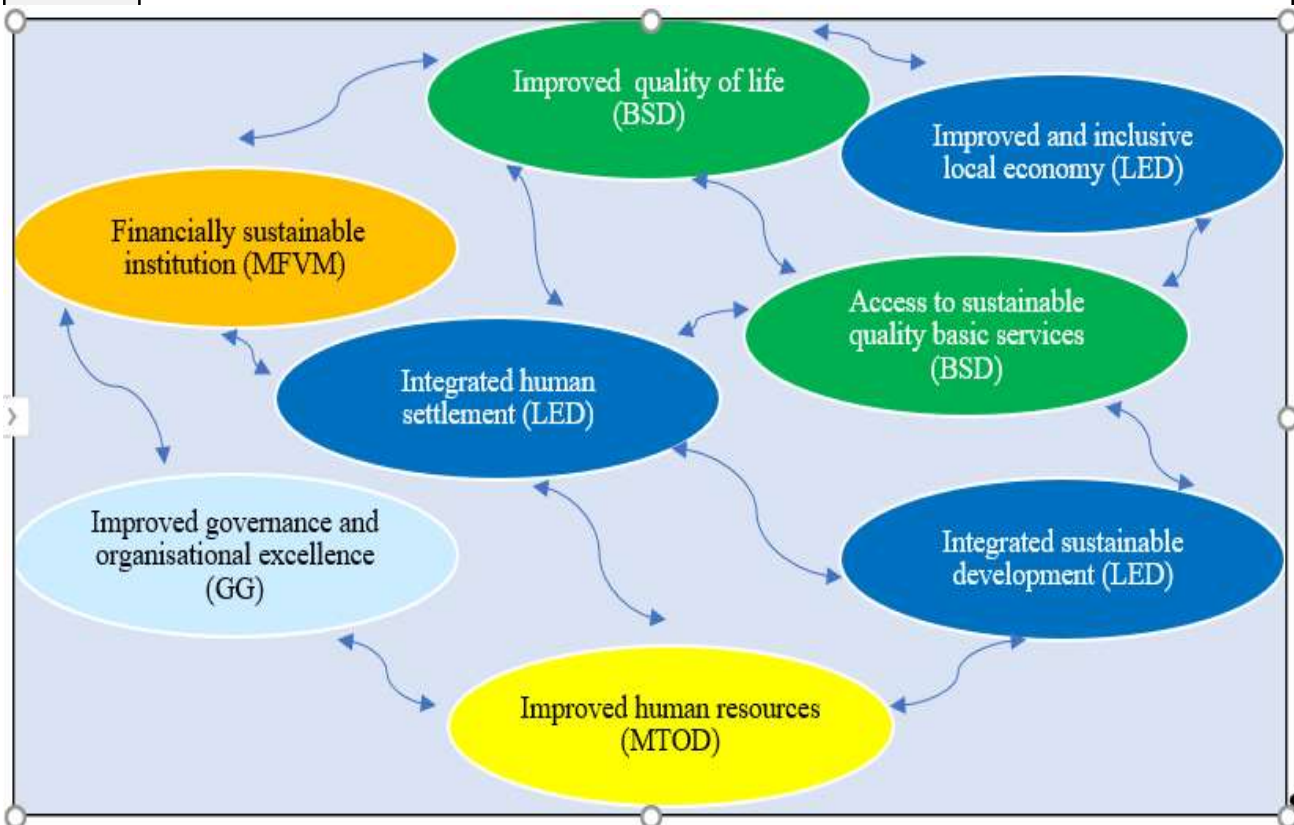 Improved quality of life
(BSD)
Improved and inclusive
local economy (LED)
Financially sustainable
institution (MFVM)
Access to sustainable
quality basic services
(BSD)
Integrated human
settlement (LED)
Improved governance and
organisational excellence
(GG)
Integrated sustainable
development (LED)
Improved human resources
(MTOD)